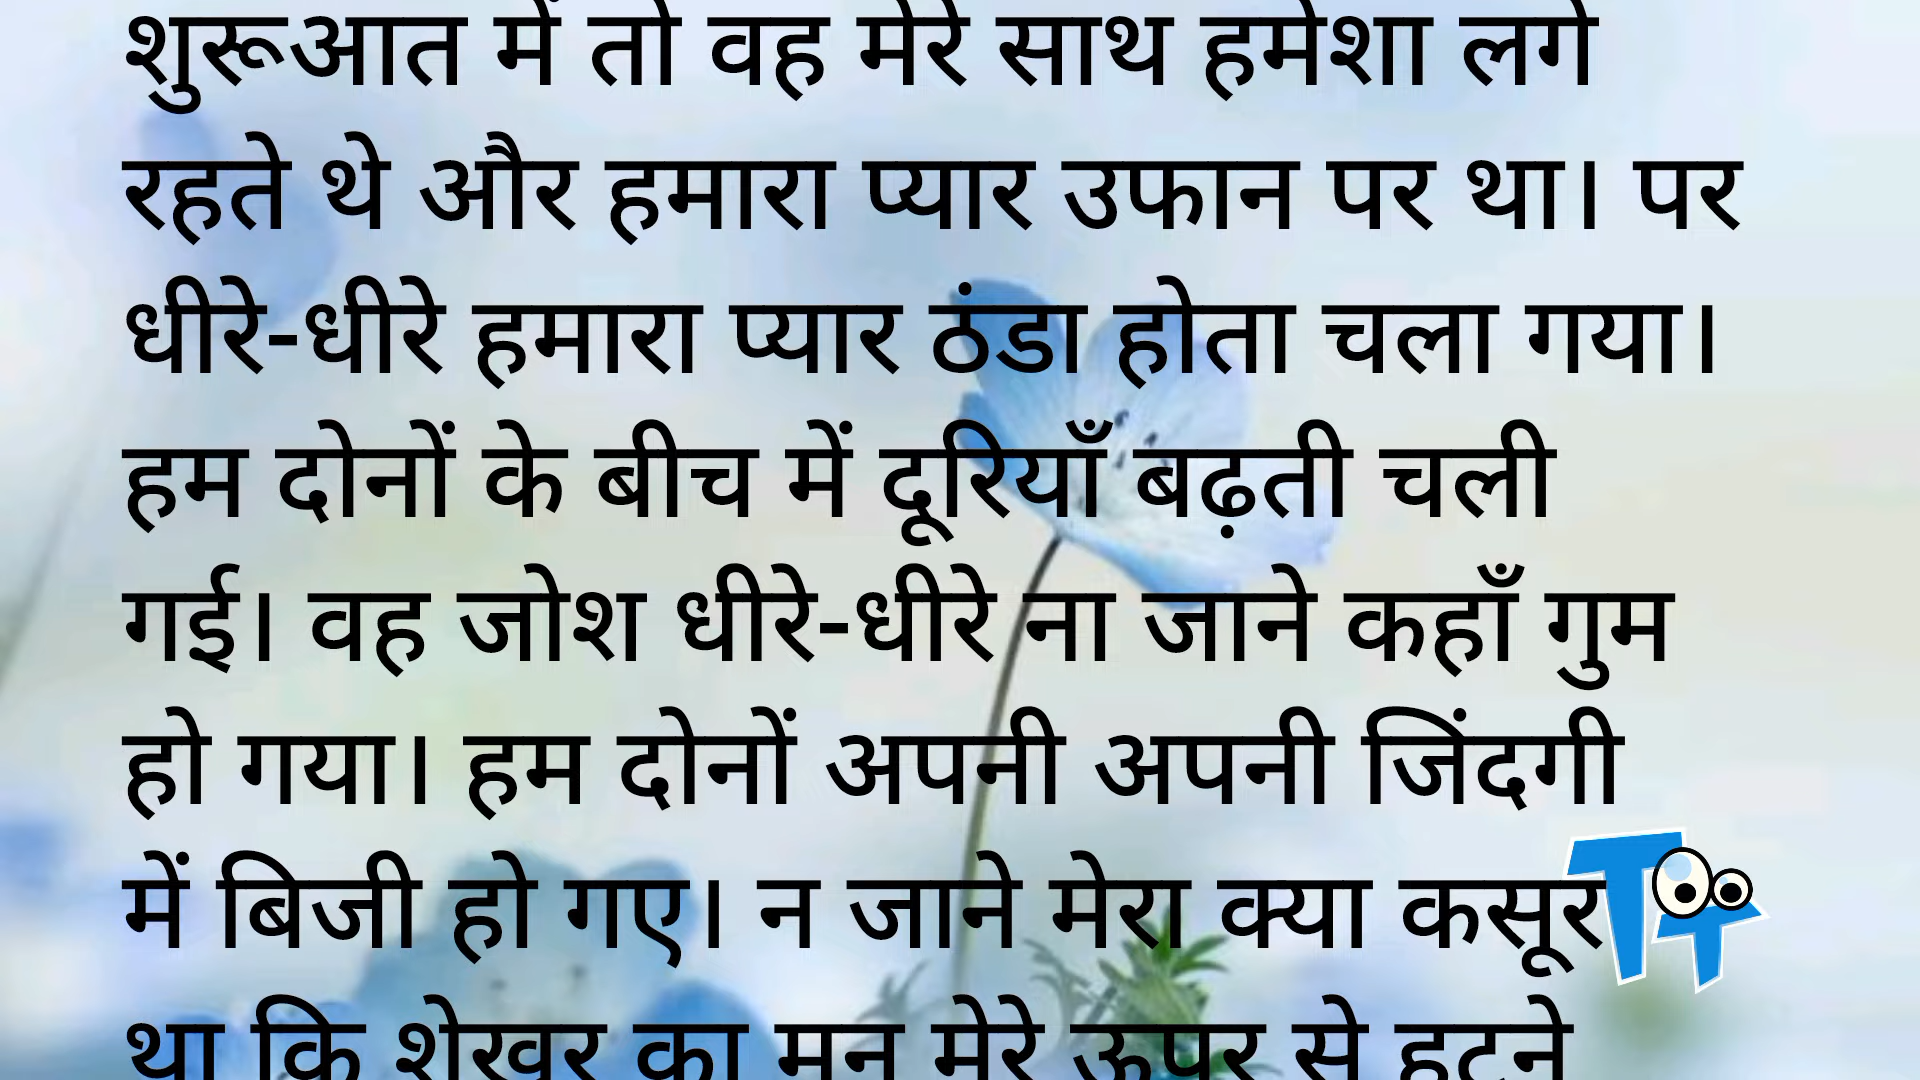 शुरूआत में तो वह मेरे साथ हमेशा लगे
रहते थे और हमारा प्यार उफान पर था। पर
धीरे-धीरे हमारा प्यार ठंडा होता चला गया।
हम दोनों के बीच में दूरियाँ बढ़ती चली
गई। वह जोश धीरे-धीरे ना जाने कहाँ गुम
हो गया। हम दोनों अपनी अपनी जिंदगी
में बिजी हो गए। न जाने मेरा क्या कसूर
था कि शेखर का मन मेरे ऊपर से हटने
TT